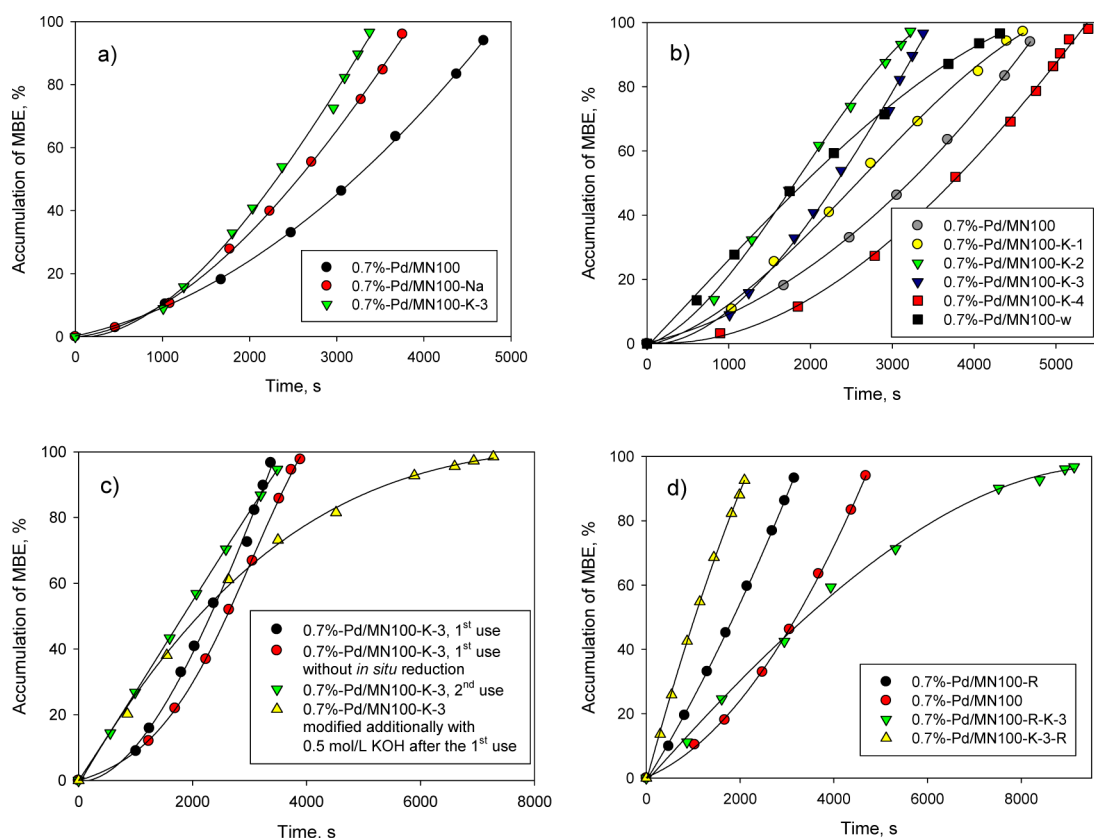 a)
Accumulation of MBE, %
100
80
60
40
20
0
0.7%-Pd/MN100
0.7%-Pd/MN100-Na
0.7%-Pd/MN100-K-3
0 1000 2000 3000 4000 5000
Time, s
b)
Accumulation of MBE, %
100
80
60
40
20
0
0.7%-Pd/MN100
0.7%-Pd/MN100-K-1
0.7%-Pd/MN100-K-2
0.7%-Pd/MN100-K-3
0.7%-Pd/MN100-K-4
0.7%-Pd/MN100-w
0 1000 2000 3000 4000 5000
Time, s
c)
Accumulation of MBE, %
100
80
60
40
20
0
0.7%-Pd/MN100-K-3, 1st use
0.7%-Pd/MN100-K-3, 1st use
without in situ reduction
0.7%-Pd/MN100-K-3, 2nd use
0.7%-Pd/MN100-K-3
modified additionally with
0.5 mol/L KOH after the 1st use
0 2000 4000 6000 8000
Time, s
d)
Accumulation of MBE, %
100
80
60
40
20
0
0.7%-Pd/MN100-R
0.7%-Pd/MN100
0.7%-Pd/MN100-R-K-3
0.7%-Pd/MN100-K-3-R
0 2000 4000 6000 8000
Time, s